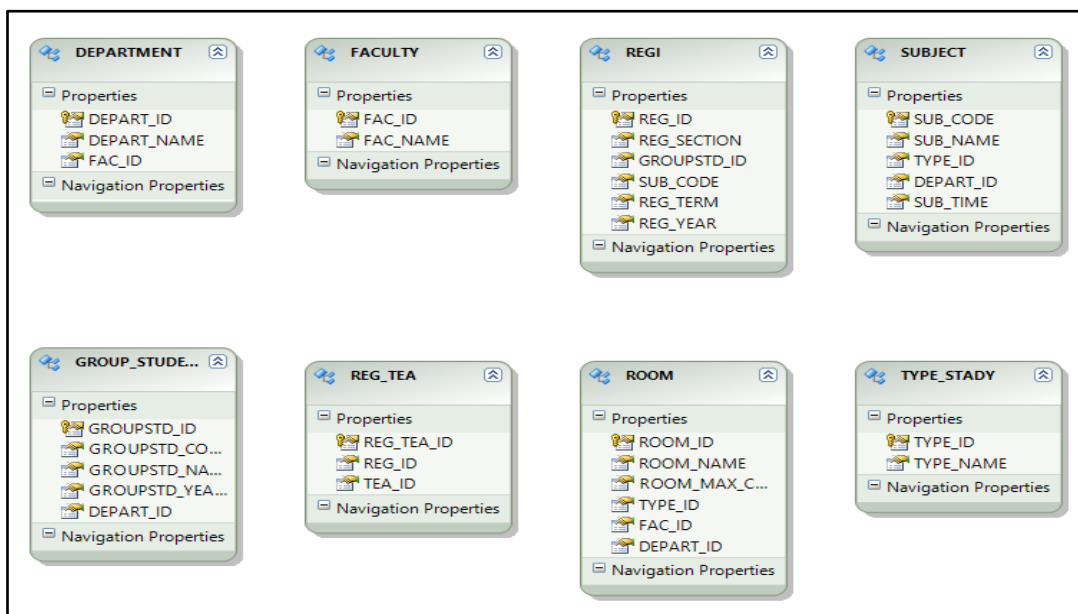 DEPARTMENT
Properties
DEPART_ID
DEPART_NAME
FAC_ID
Navigation Properties
FACULTY
Properties
FAC_ID
FAC_NAME
Navigation Properties
REGI
Properties
REG_ID
REG_SECTION
GROUPSTD_ID
SUB_CODE
REG_TERM
REG_YEAR
Navigation Properties
SUBJECT
Properties
SUB_CODE
SUB_NAME
TYPE_ID
DEPART_ID
SUB_TIME
Navigation Properties
GROUP_STUDE...
Properties
GROUPSTD_ID
GROUPSTD_CO...
GROUPSTD_NA...
GROUPSTD_YEA...
DEPART_ID
Navigation Properties
REG_TEA
Properties
REG_TEA_ID
REG_ID
TEA_ID
Navigation Properties
ROOM
Properties
ROOM_ID
ROOM_NAME
ROOM_MAX_C...
TYPE_ID
FAC_ID
DEPART_ID
Navigation Properties
TYPE_STADY
Properties
TYPE_ID
TYPE_NAME
Navigation Properties